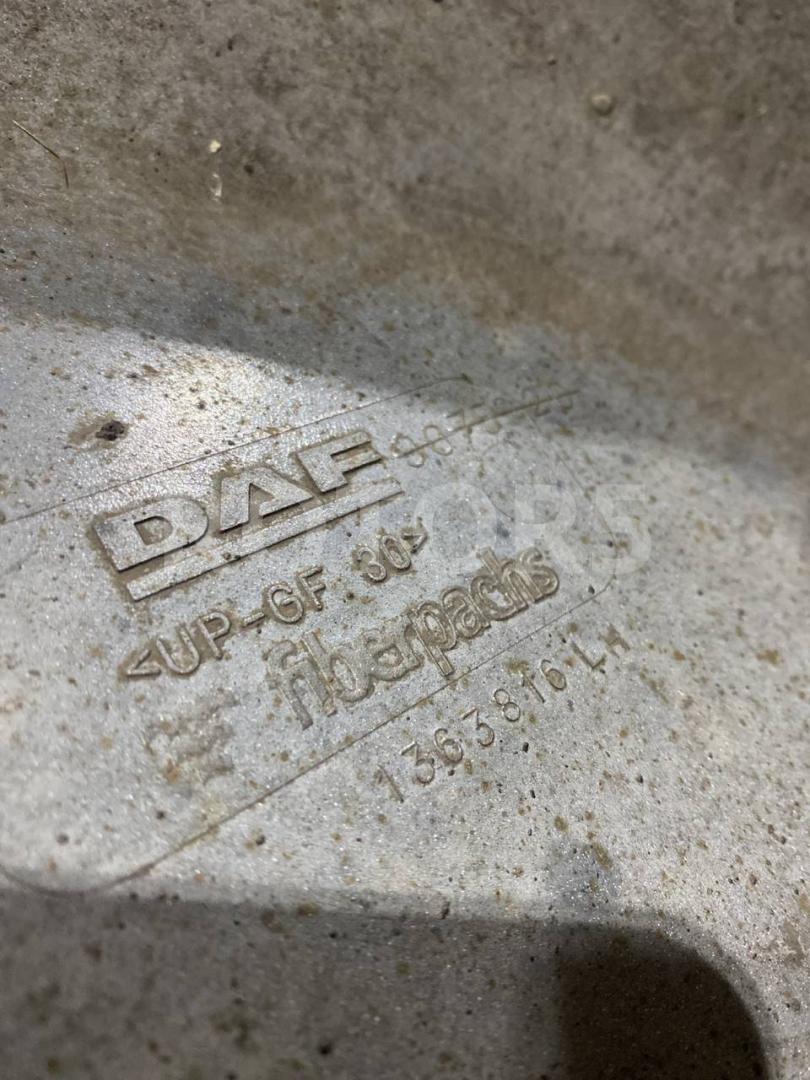 DAF
<UP-GF 30>
fiberpachs
1363816 LH